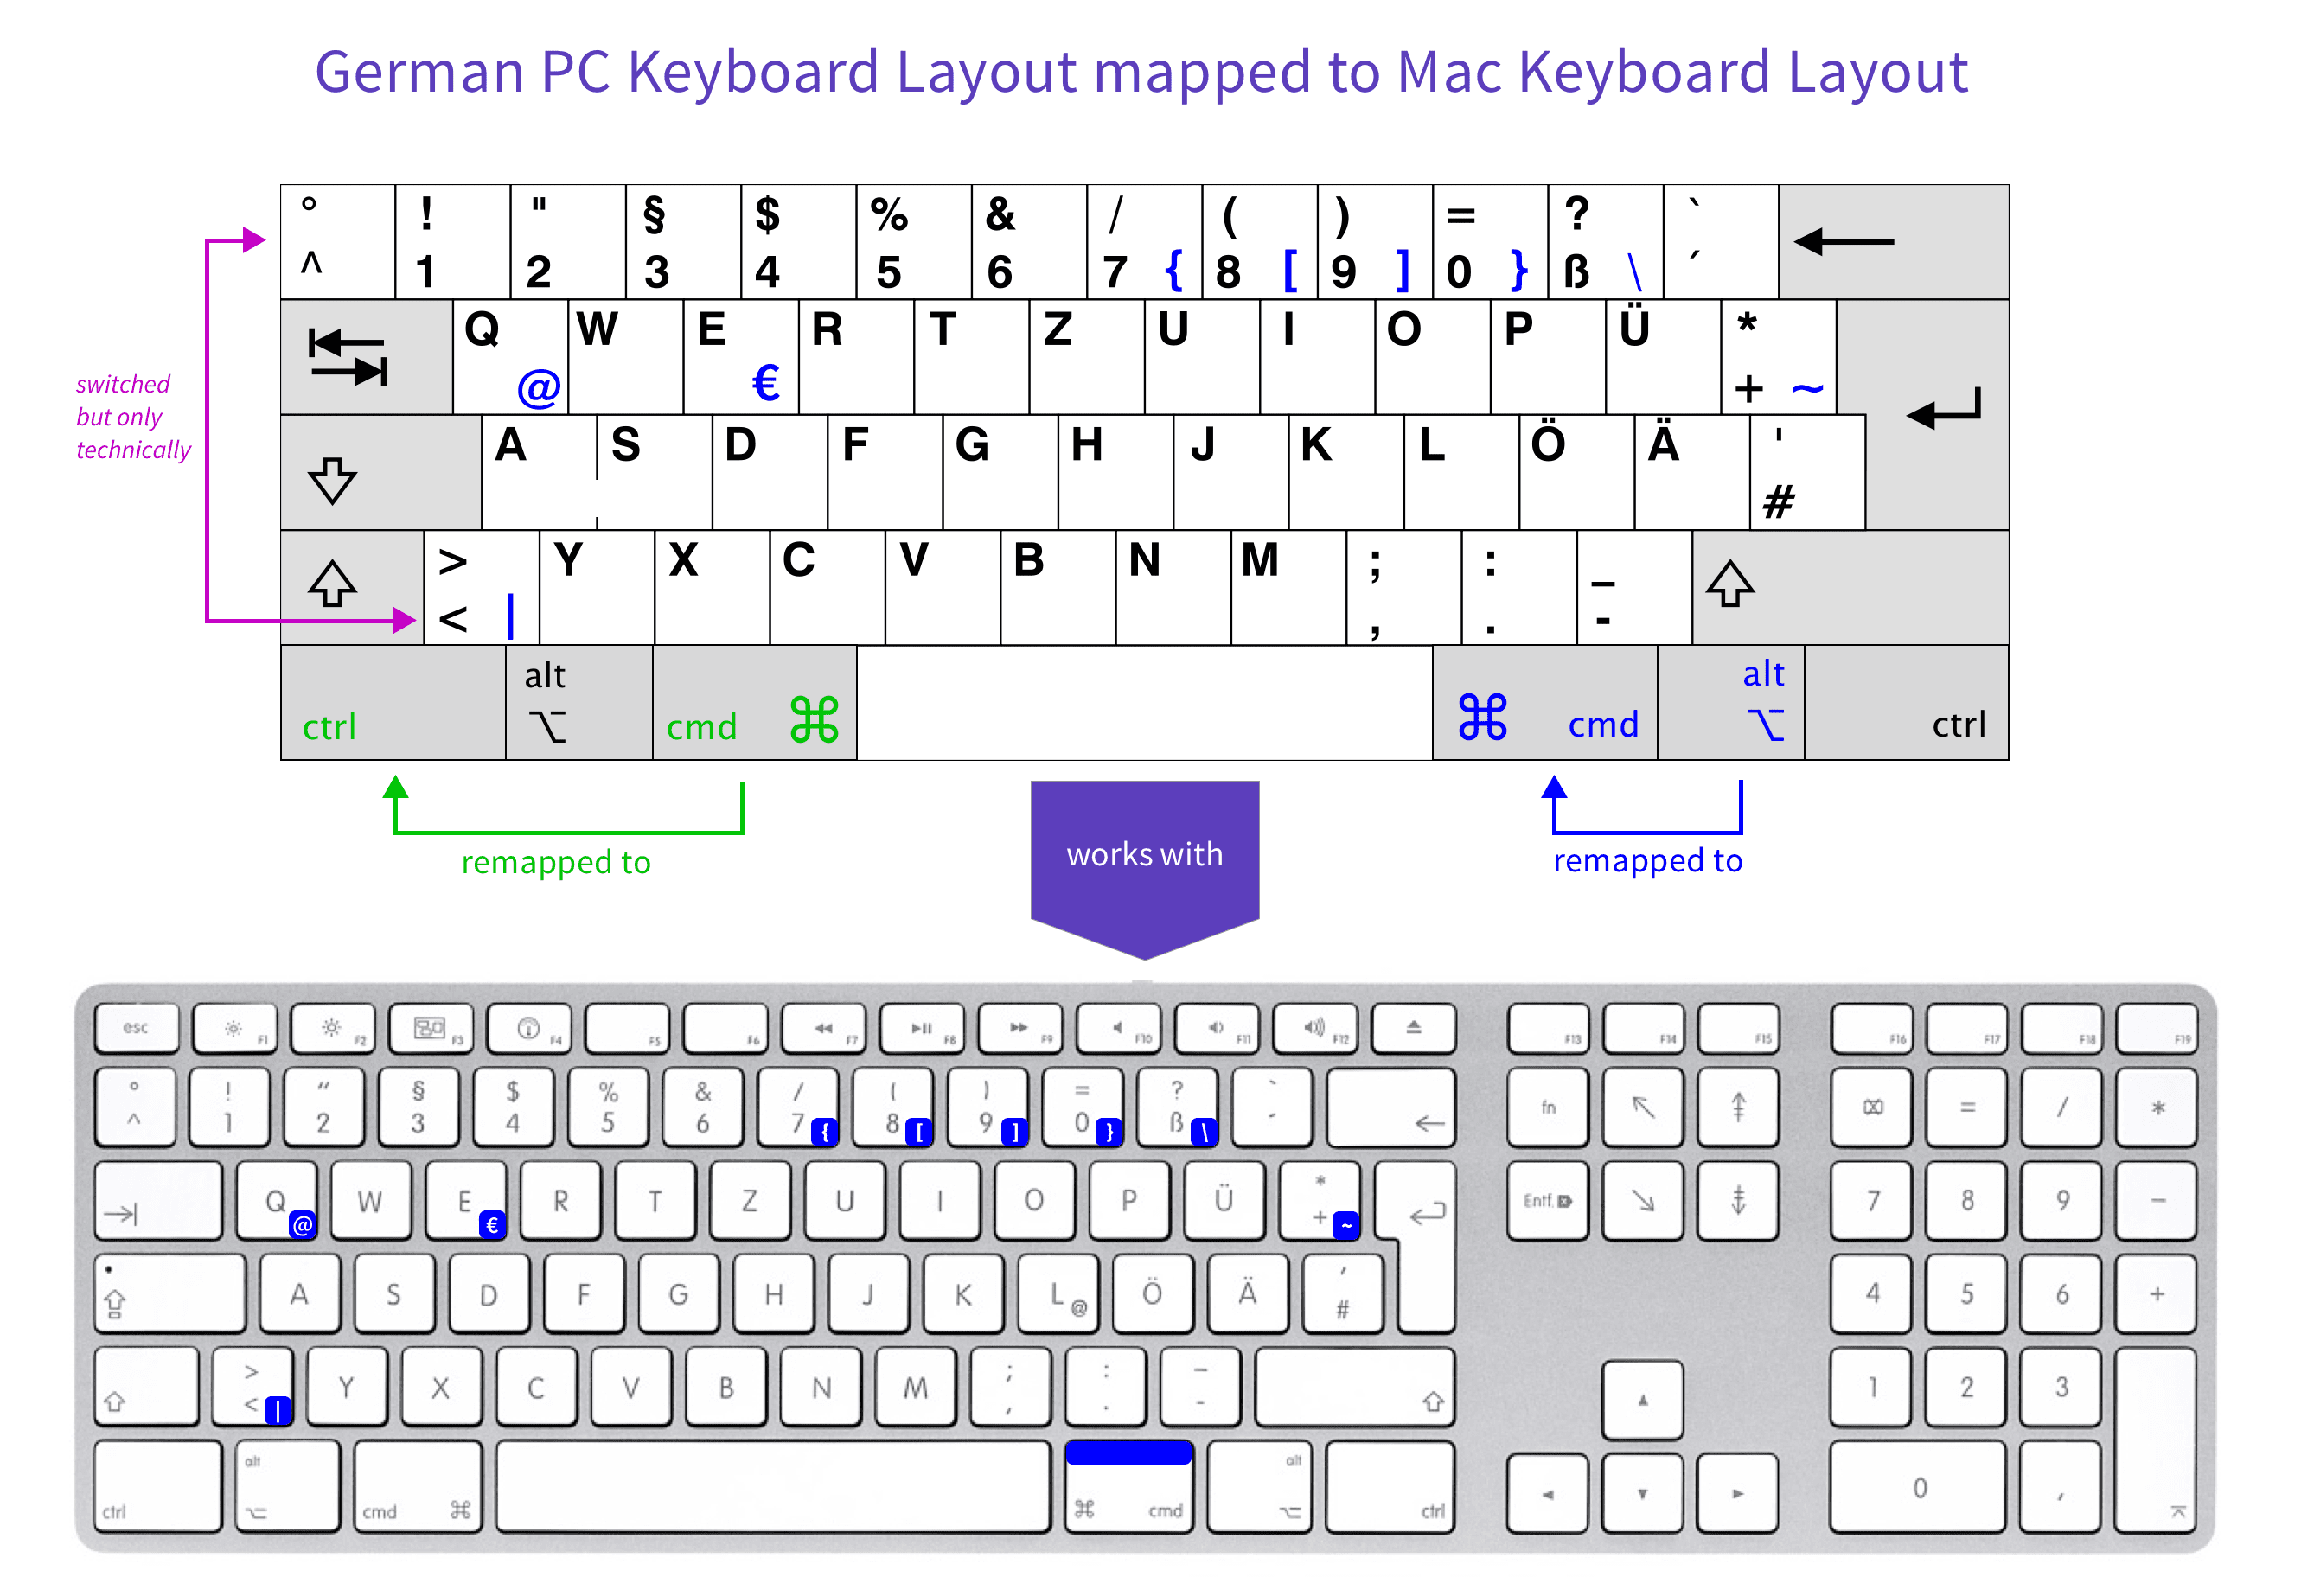 German PC Keyboard Layout mapped to Mac Keyboard Layout
° ! " § $ % & / ( ) = ? `
^ 1 2 3 4 5 6 7 { 8 [ 9 ] 0 } ß \ ´
Q W E R T Z U I O P Ü *
@ € + ~
switched
but only
technically
A S D F G H J K L Ö Ä '
#
> Y X C V B N M ; : _
< | , . -
alt alt
ctrl ⌥ cmd ⌘ ⌘ cmd ⌥ ctrl
remapped to
works with
remapped to
esc F1 F2 F3 F4 F5 F6 F7 F8 F9 F10 F11 F12 F13 F14 F15 F16 F17 F18 F19
° ! " § $ % & / ( ) = ? `
^ 1 2 3 4 5 6 7 { 8 [ 9 ] 0 } ß \ ´ fn = / *
Q @ W E € R T Z U I O P Ü * + ~ Entf. 7 8 9 -
A S D F G H J K L @ Ö Ä ' # 4 5 6 +
> < | Y X C V B N M ; , : . _ - 1 2 3
alt alt
ctrl ⌥ cmd ⌘ ⌘ cmd ⌥ ctrl 0 ,